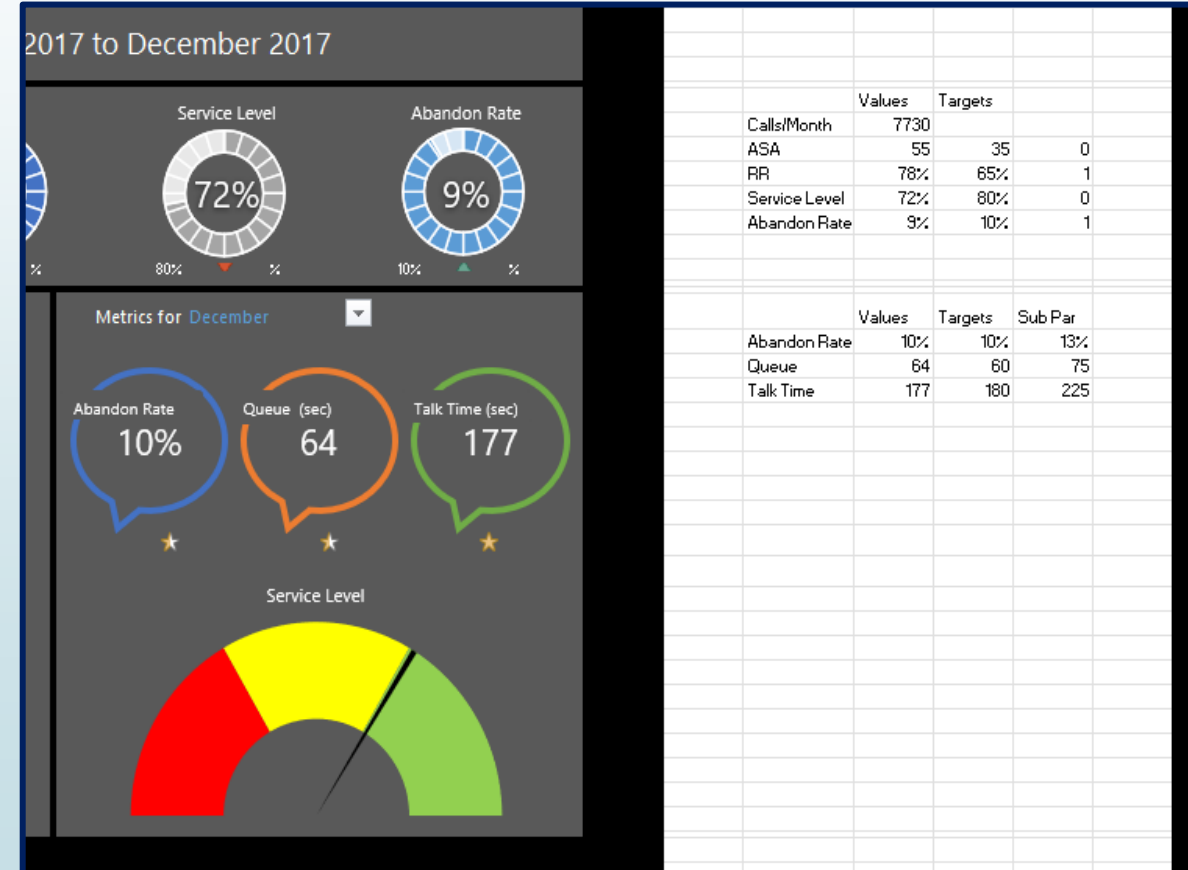 2017 to December 2017
Service Level
Abandon Rate
72%
9%
%
80%
%
10%
%
Metrics for December
Abandon Rate
10%
Queue (sec)
64
Talk Time (sec)
177
Service Level
Values Targets
Calls/Month 7730
ASA 55 35 0
RR 78% 65% 1
Service Level 72% 80% 0
Abandon Rate 9% 10% 1
Values Targets Sub Par
Abandon Rate 10% 10% 13%
Queue 64 60 75
Talk Time 177 180 225